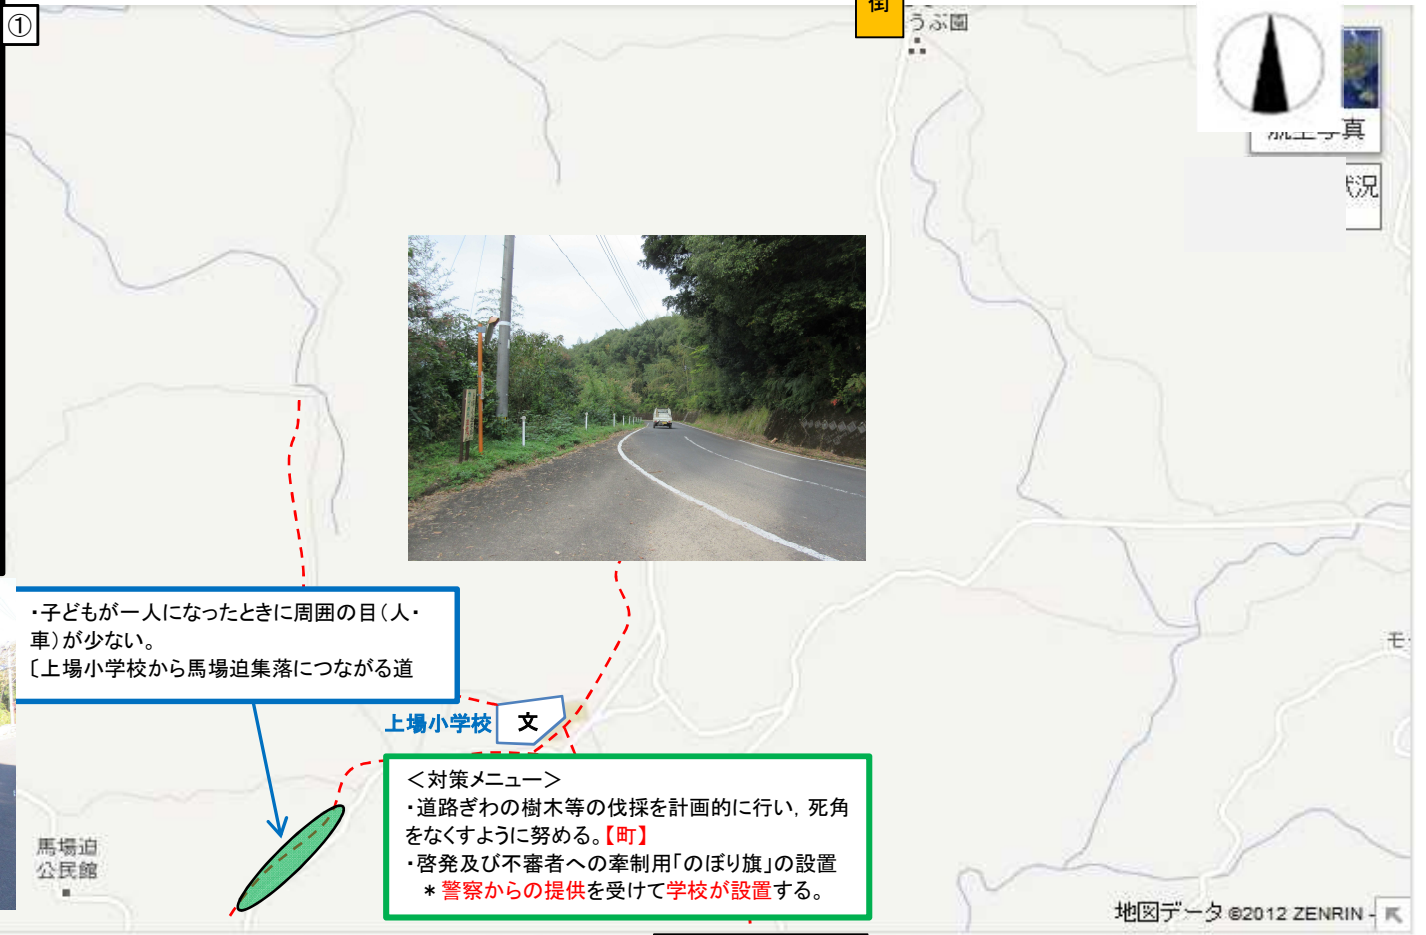 ①
街
うぶ園
航空写真
状況
・子どもが一人になったときに周囲の目（人・
車）が少ない。
〔上場小学校から馬場迫集落につながる道
モ
上場小学校
文
＜対策メニュー＞
・道路ぎわの樹木等の伐採を計画的に行い，死角
をなくすように努める。【町】
・啓発及び不審者への牽制用「のぼり旗」の設置
＊警察からの提供を受けて学校が設置する。
馬場迫
公民館
地図データ ©2012 ZENRIN -